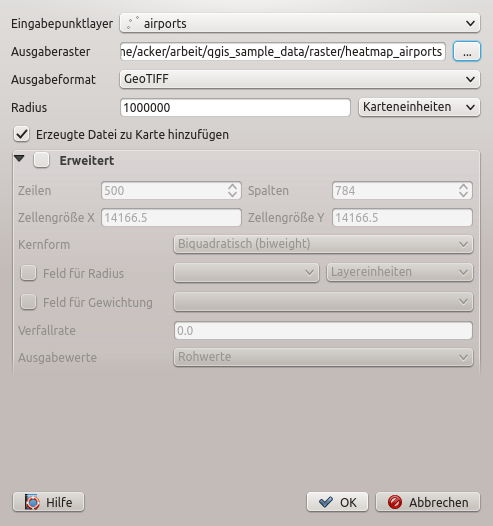 Eingabepunktlayer airports
Ausgaberaster ne/acker/arbeit/qgis_sample_data/raster/heatmap_airports ...
Ausgabeformat GeoTIFF
Radius 1000000 Karteneinheiten
Erzeugte Datei zu Karte hinzufügen
Erweitert
Zeilen 500 Spalten 784
Zellengröße X 14166.5 Zellengröße Y 14166.5
Kernform Biquadratisch (biweight)
Feld für Radius Layereinheiten
Feld für Gewichtung
Verfallrate 0.0
Ausgabewerte Rohwerte
Hilfe OK Abbrechen